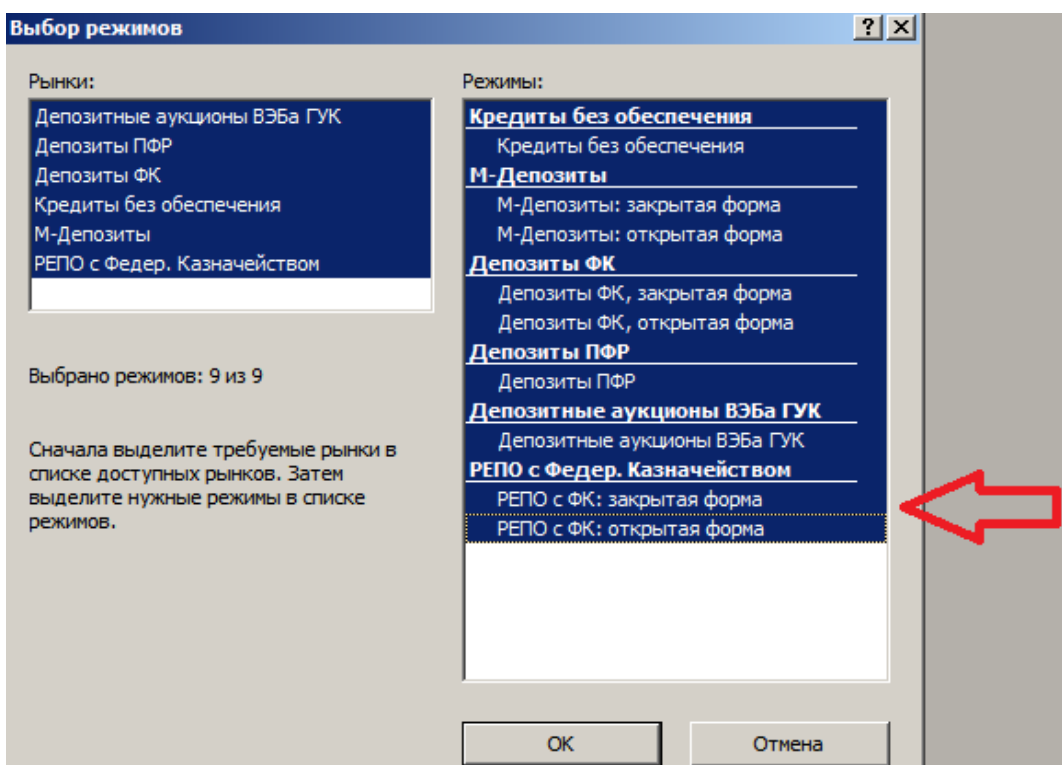 Выбор режимов
Рынки:
Депозитные аукционы ВЭБа ГУК
Депозиты ПФР
Депозиты ФК
Кредиты без обеспечения
М-Депозиты
РЕПО с Федер. Казначейством
Выбрано режимов: 9 из 9
Сначала выделите требуемые рынки в
списке доступных рынков. Затем
выделите нужные режимы в списке
режимов.
Режимы:
Кредиты без обеспечения
Кредиты без обеспечения
М-Депозиты
М-Депозиты: закрытая форма
М-Депозиты: открытая форма
Депозиты ФК
Депозиты ФК, закрытая форма
Депозиты ФК, открытая форма
Депозиты ПФР
Депозиты ПФР
Депозитные аукционы ВЭБа ГУК
Депозитные аукционы ВЭБа ГУК
РЕПО с Федер. Казначейством
РЕПО с ФК: закрытая форма
РЕПО с ФК: открытая форма
OK
Отмена